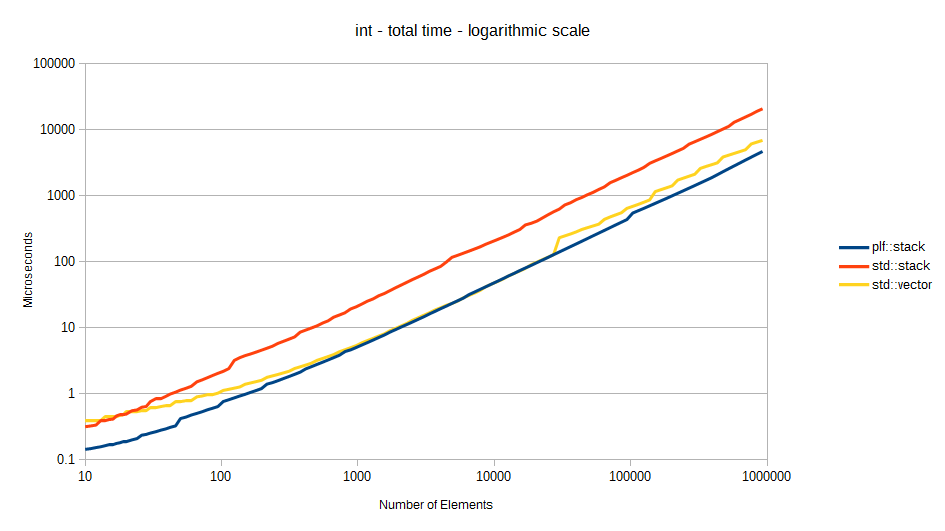 int - total time - logarithmic scale
100000
10000
1000
100
10
1
0.1
Microseconds
10
100
1000
10000
100000
1000000
Number of Elements
plf::stack
std::stack
std::vector